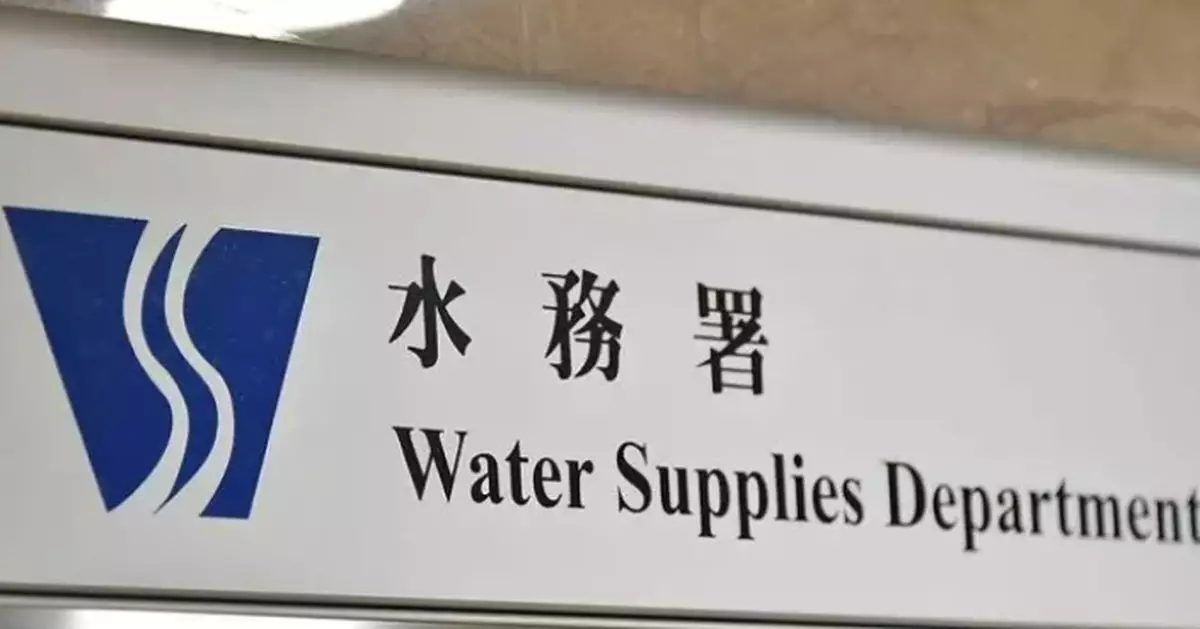 水務署
Water Supplies Department